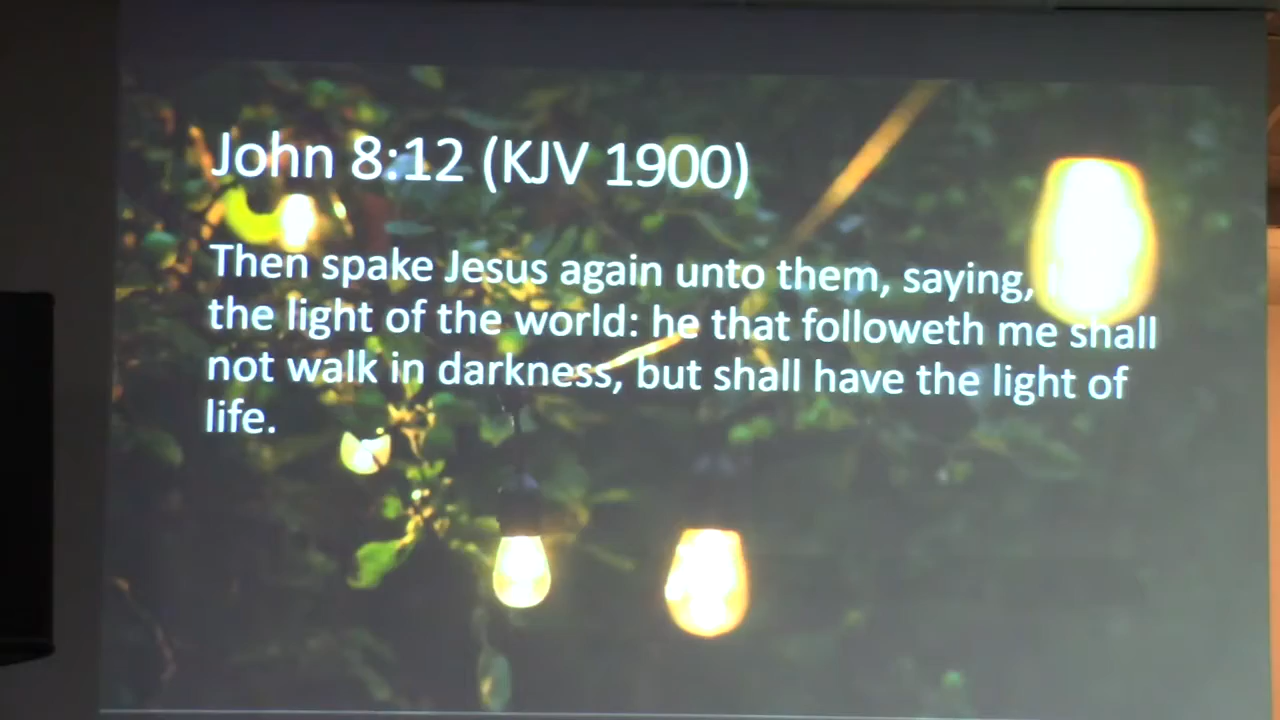 John 8:12 (KJV 1900)
Then spake Jesus again unto them, saying, I
the light of the world: he that followeth me shall
not walk in darkness, but shall have the light of
life.